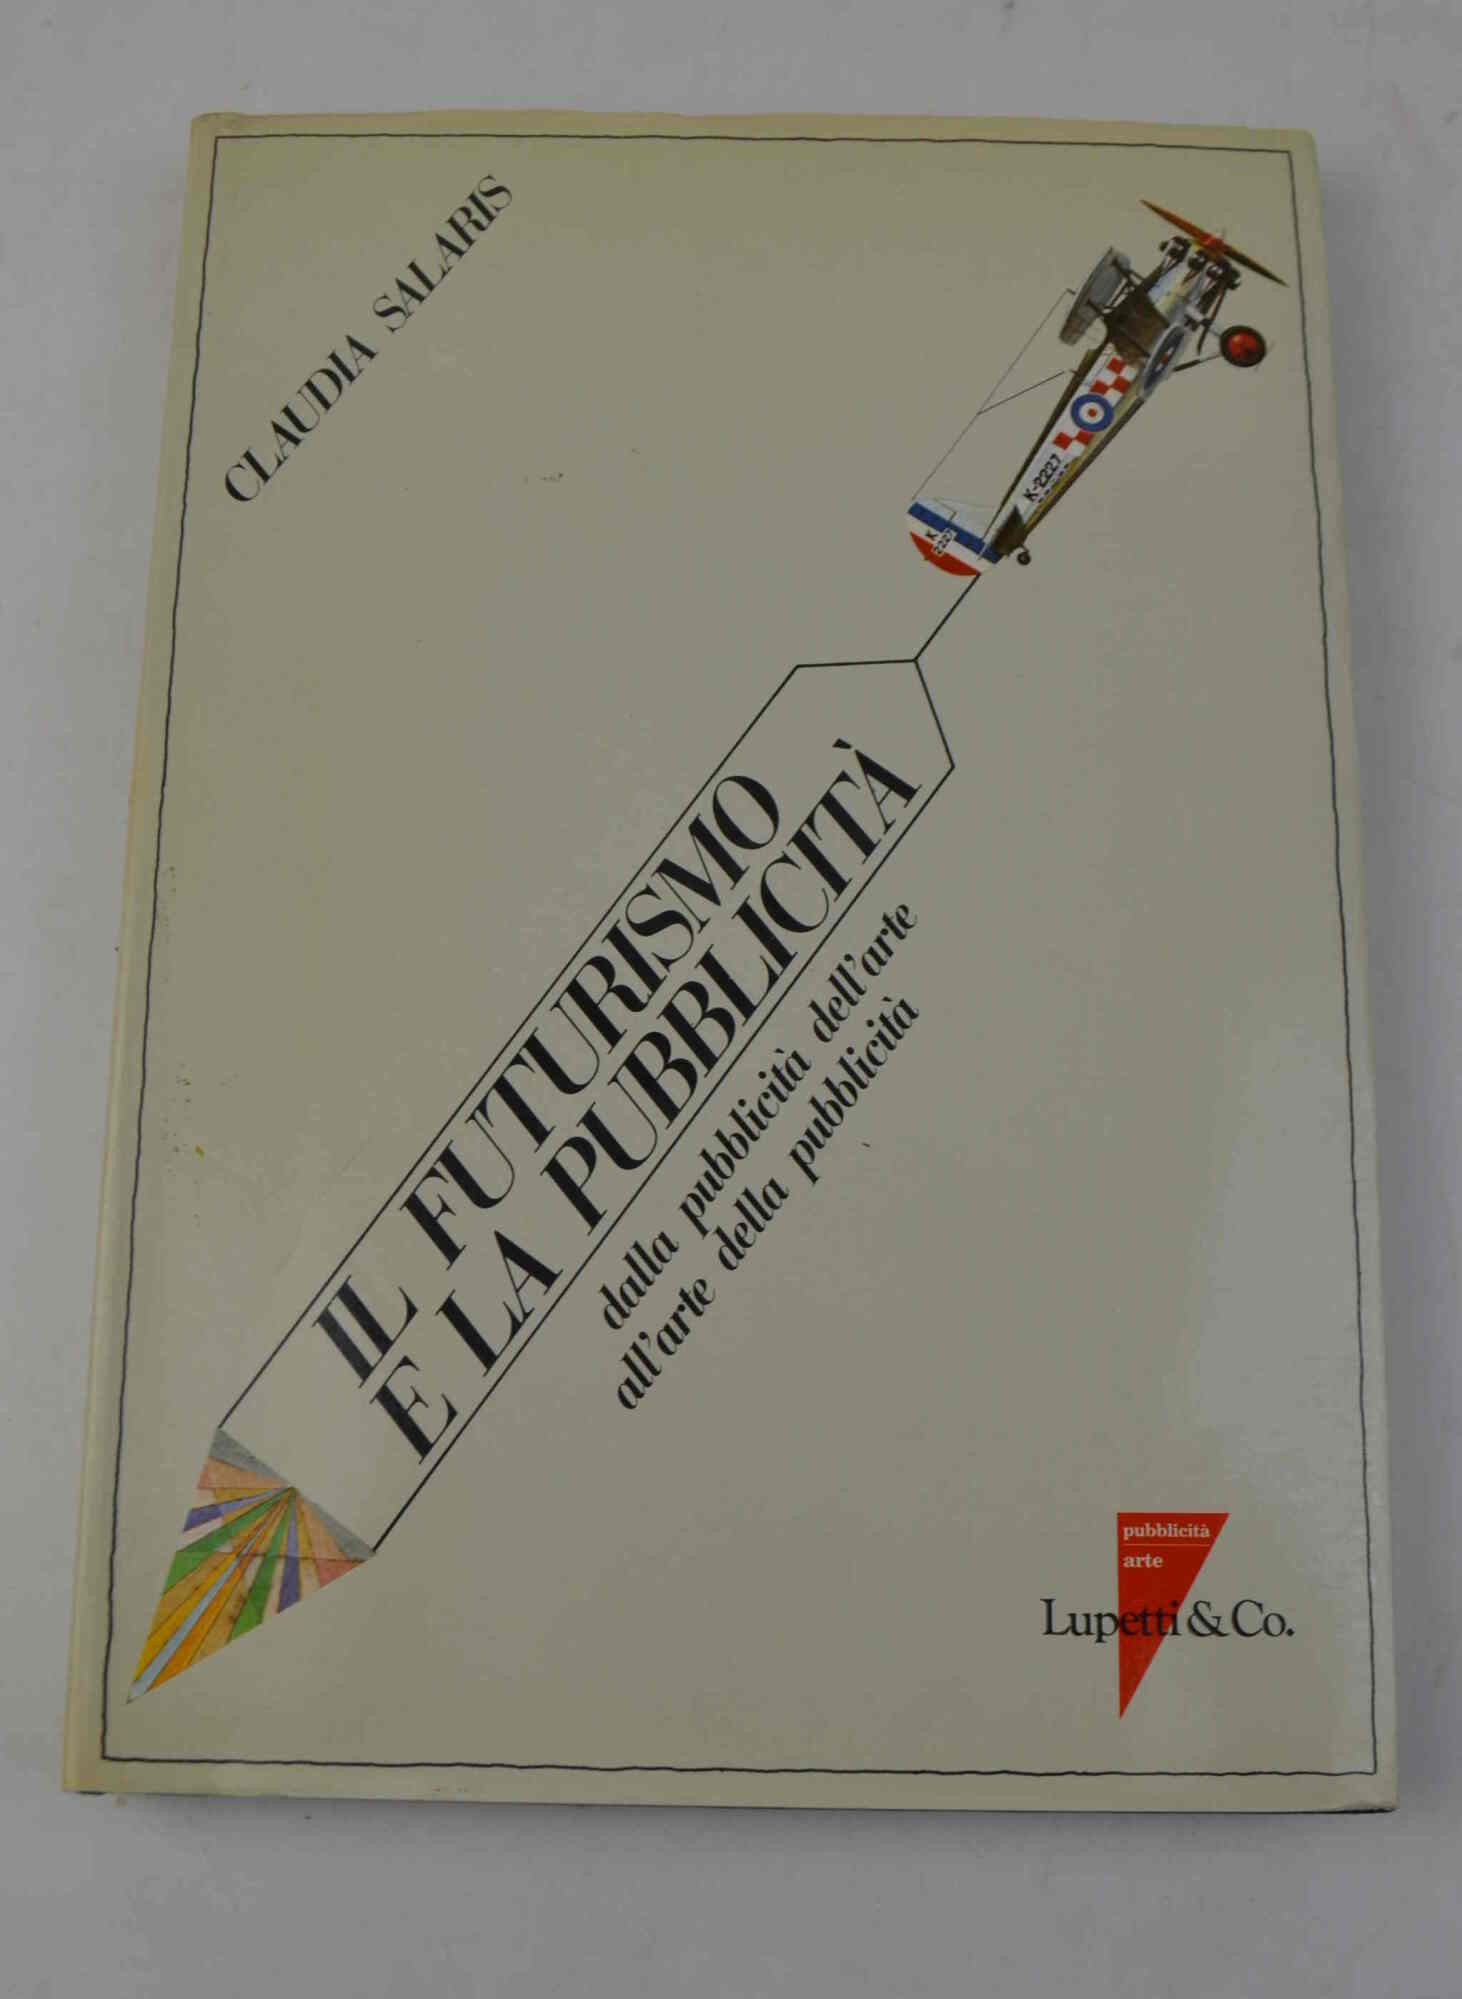 CLAUDIA SALARIS
K-2227
K
2227
IL FUTURISMO
E LA PUBBLICITÀ
dalla pubblicità dell'arte
all'arte della pubblicità
pubblicità
arte
Lupetti & Co.